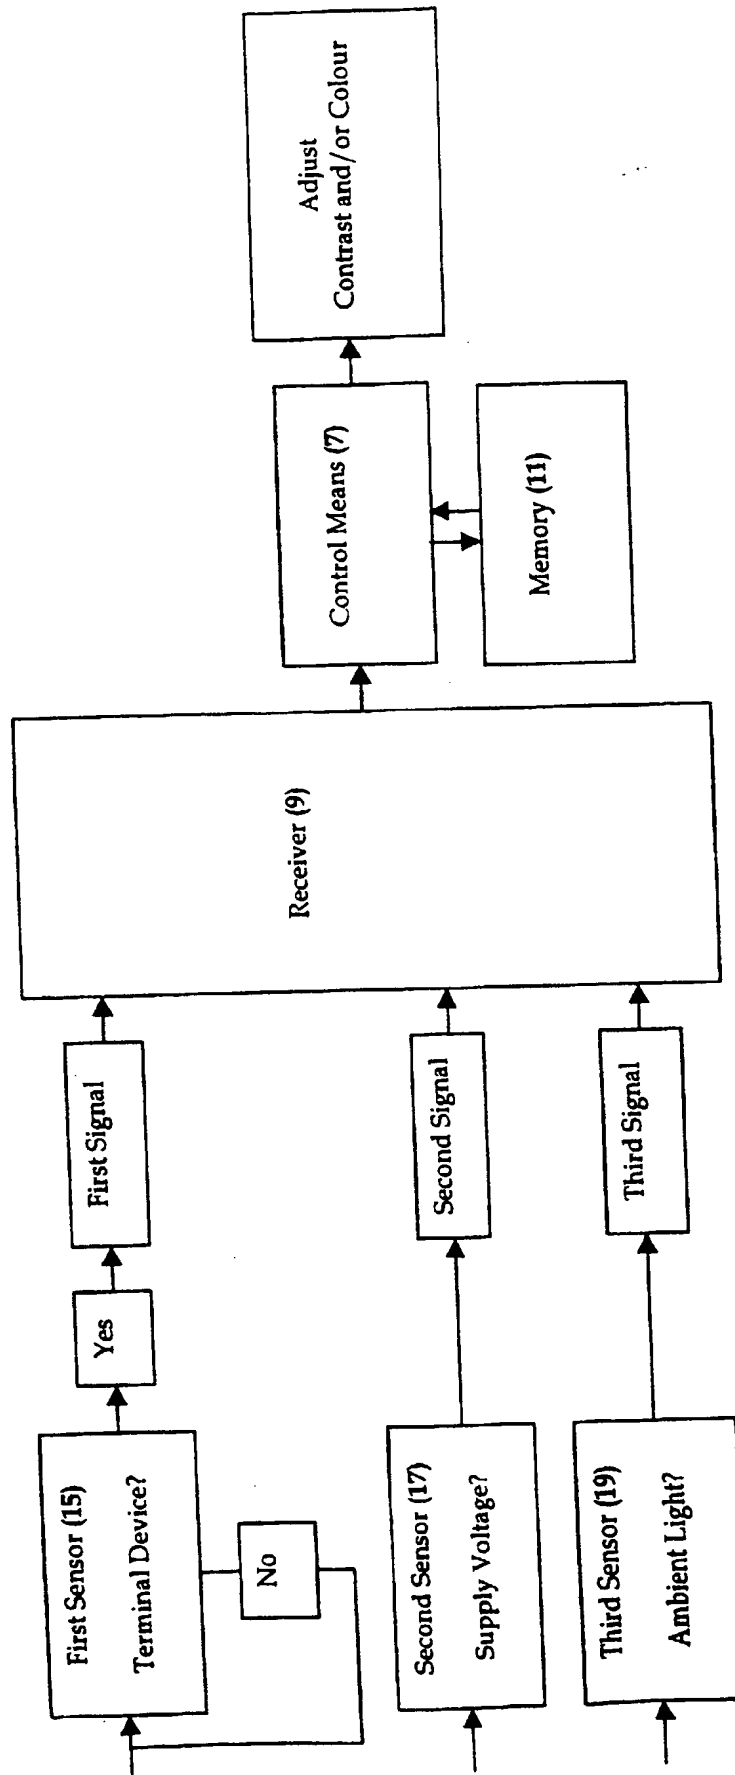 First Sensor (15)
Terminal Device?
No
Yes
First Signal
Second Sensor (17)
Supply Voltage?
Second Signal
Third Sensor (19)
Ambient Light?
Third Signal
Receiver (9)
Control Means (7)
Memory (11)
Adjust
Contrast and/or Colour